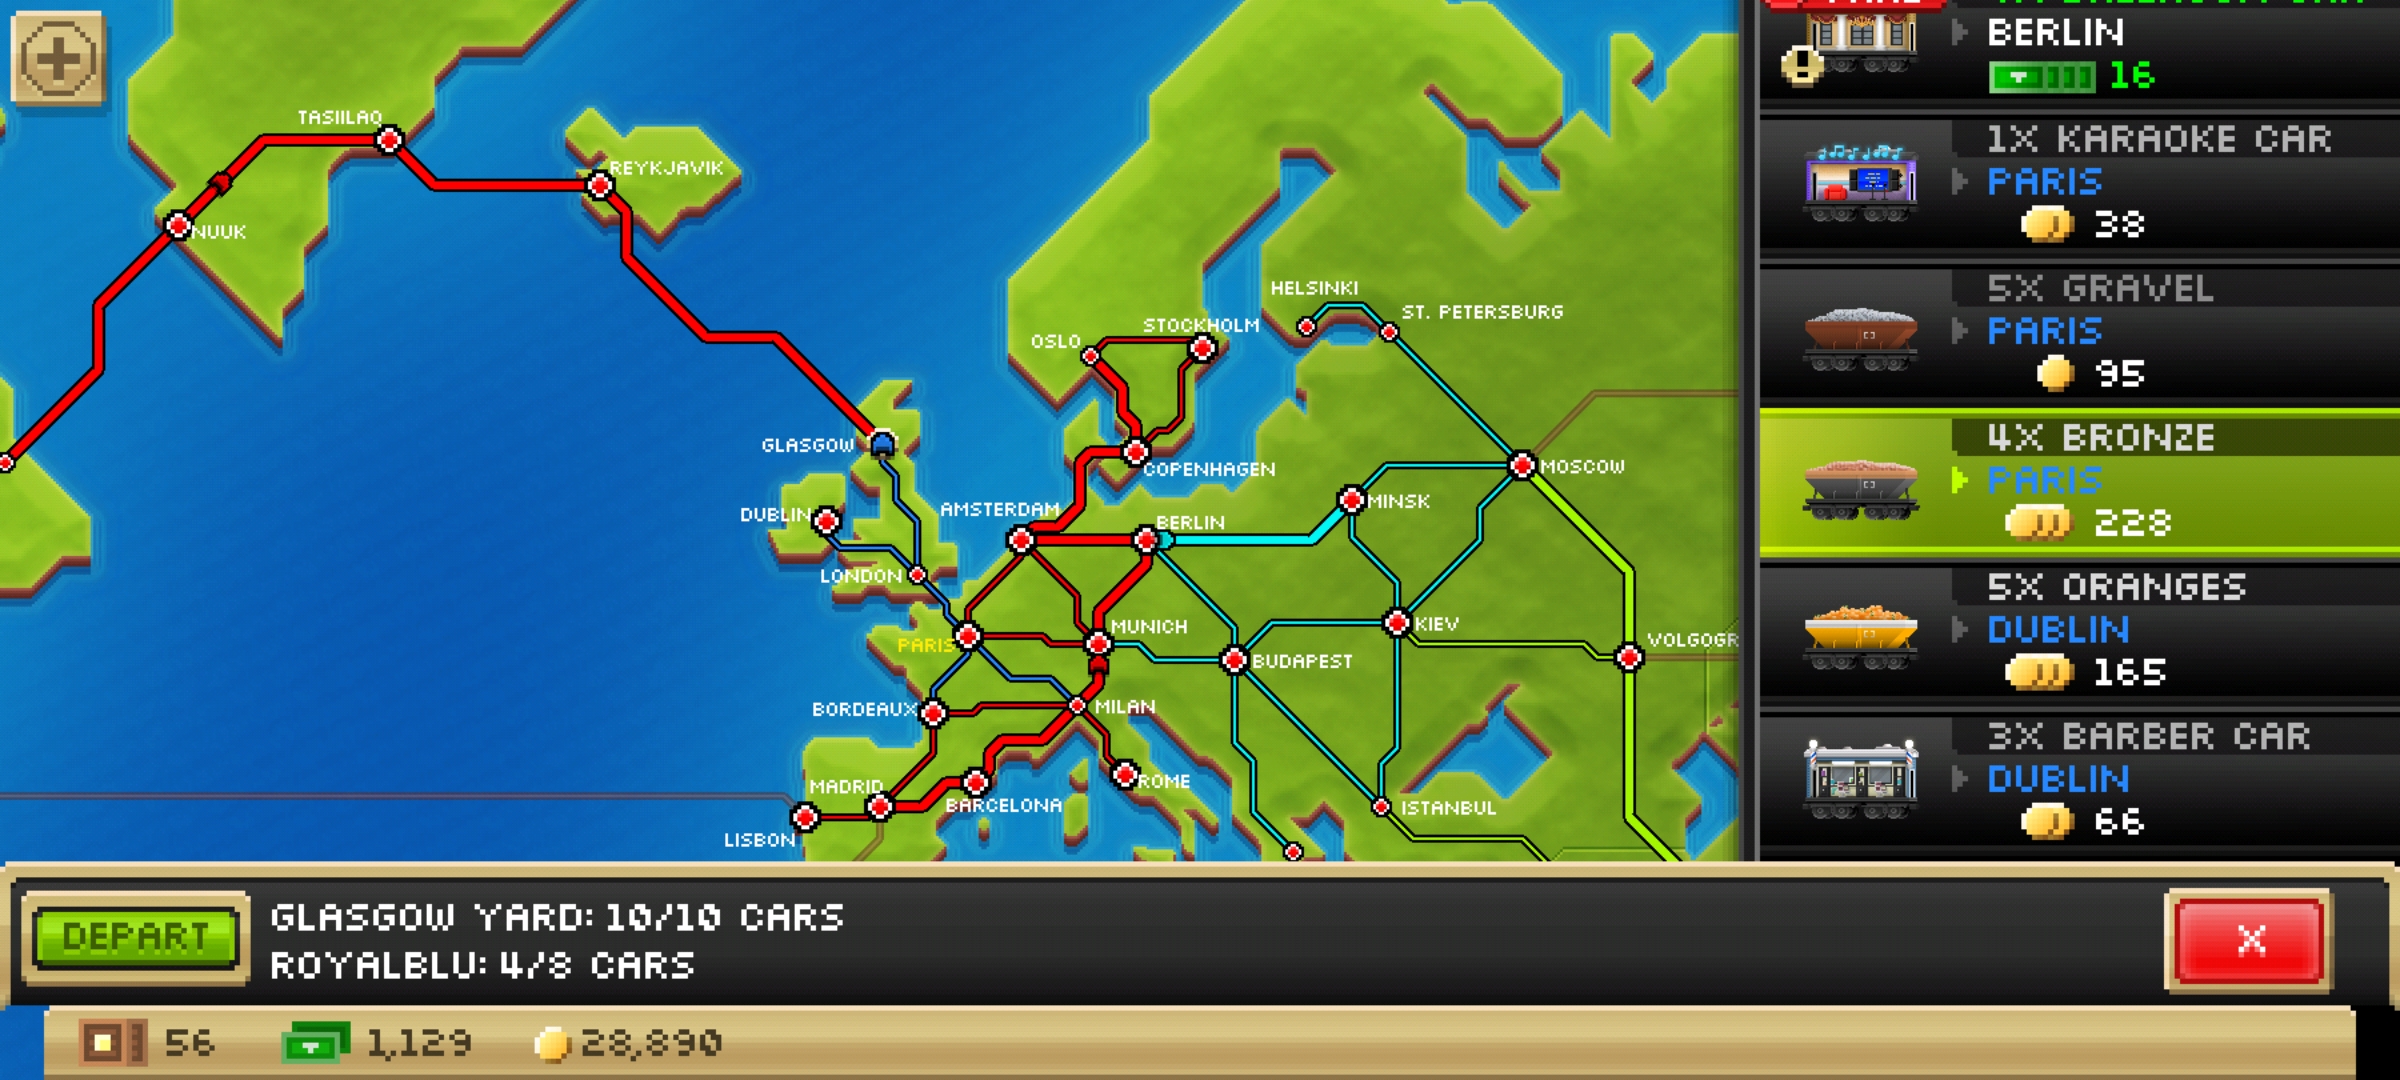 TASIILAQ
REYKJAVIK
NUUK
HELSINKI
ST. PETERSBURG
STOCKHOLM
OSLO
GLASGOW
COPENHAGEN
MOSCOW
MINSK
AMSTERDAM
DUBLIN
BERLIN
LONDON
PARIS
MUNICH
KIEV
VOLGOGR
BUDAPEST
BORDEAUX
MILAN
MADRID
BARCELONA
ROME
ISTANBUL
LISBON
BERLIN
16
1X KARAOKE CAR
PARIS
38
5X GRAVEL
PARIS
95
4X BRONZE
PARIS
228
5X ORANGES
DUBLIN
165
3X BARBER CAR
DUBLIN
66
DEPART
GLASGOW YARD: 10/10 CARS
ROYALBLU: 4/8 CARS
X
56
1,129
28,890